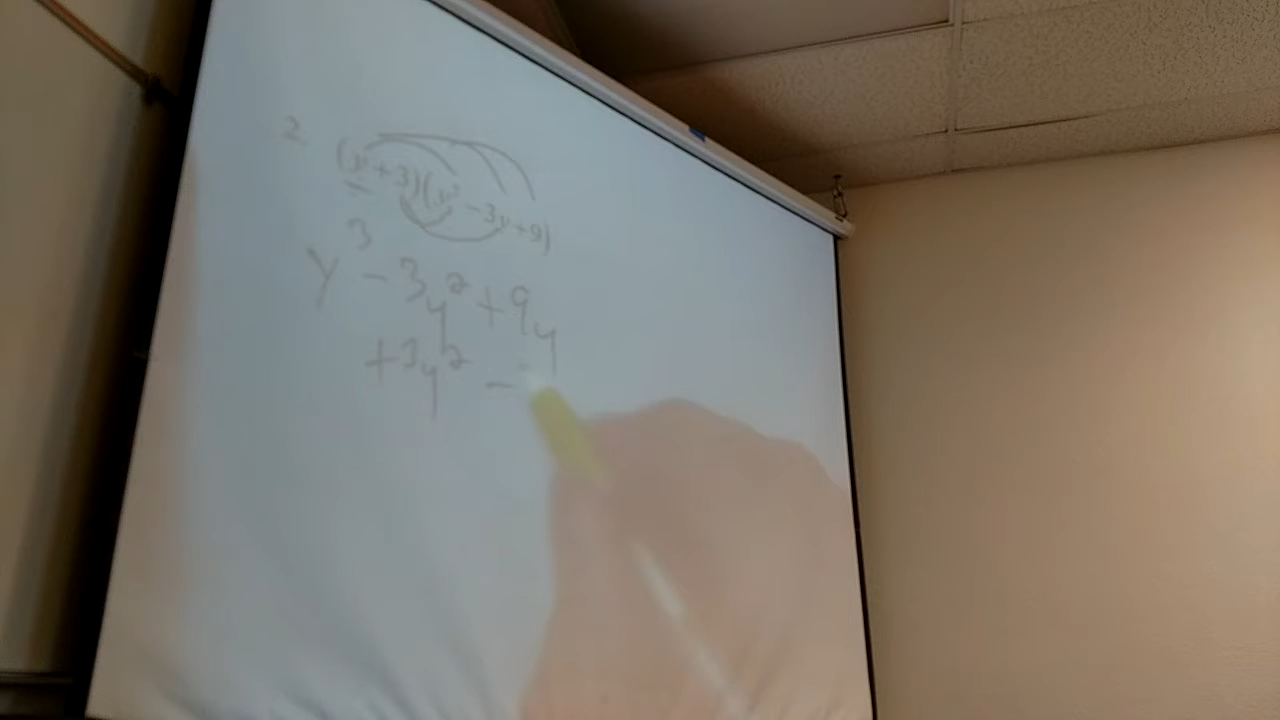 2
(y+3)(y²-3y+9)
y³ - 3y² + 9y
+3y² -